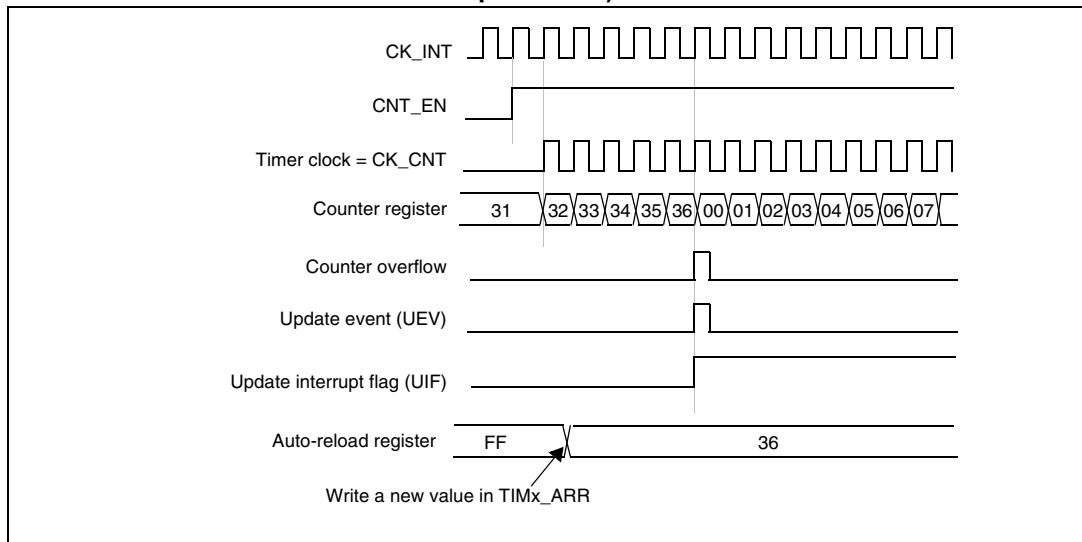 CK_INT
CNT_EN
Timer clock = CK_CNT
Counter register 31 32 33 34 35 36 00 01 02 03 04 05 06 07
Counter overflow
Update event (UEV)
Update interrupt flag (UIF)
Auto-reload register FF 36
Write a new value in TIMx_ARR